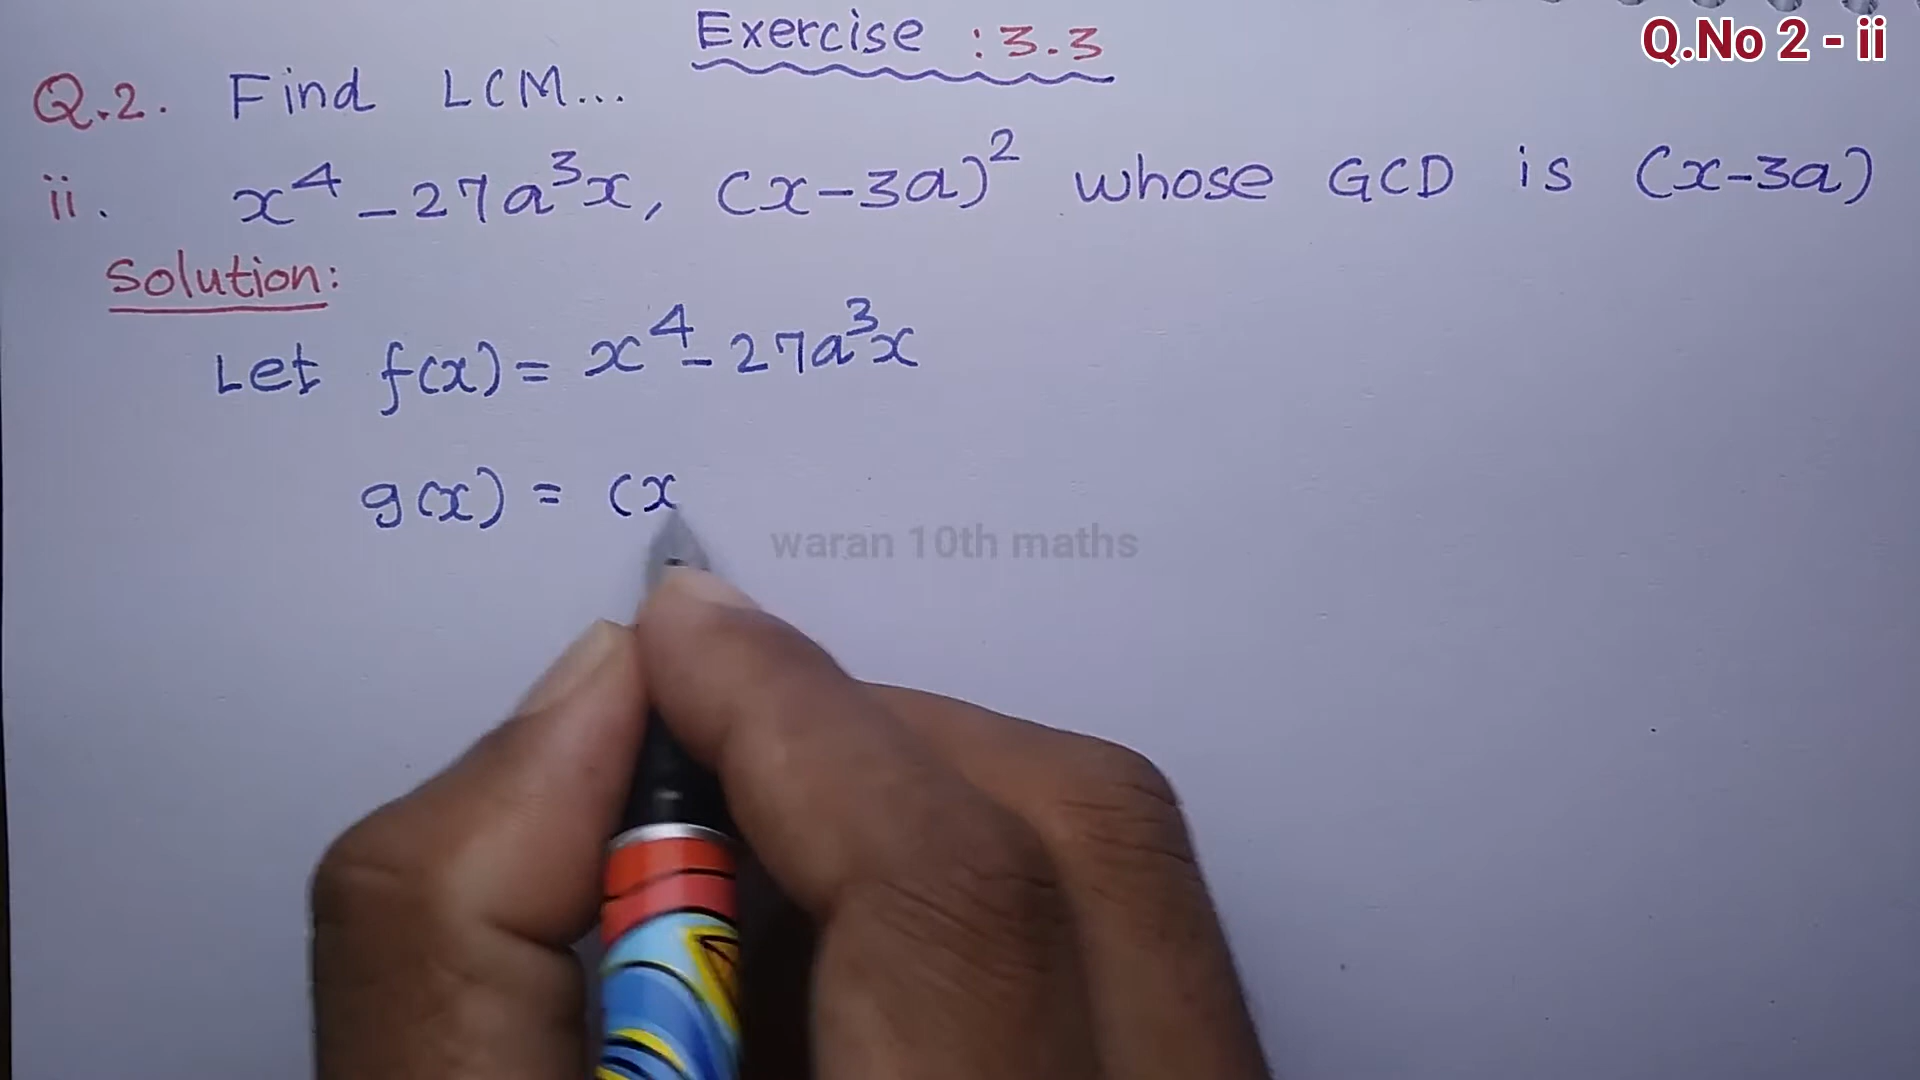 Exercise : 3.3
Q.No 2 - ii
Q.2. Find LCM...
ii. x⁴ - 27a³x, (x-3a)² whose GCD is (x-3a)
Solution:
Let f(x) = x⁴ - 27a³x
g(x) = (x
waran 10th maths